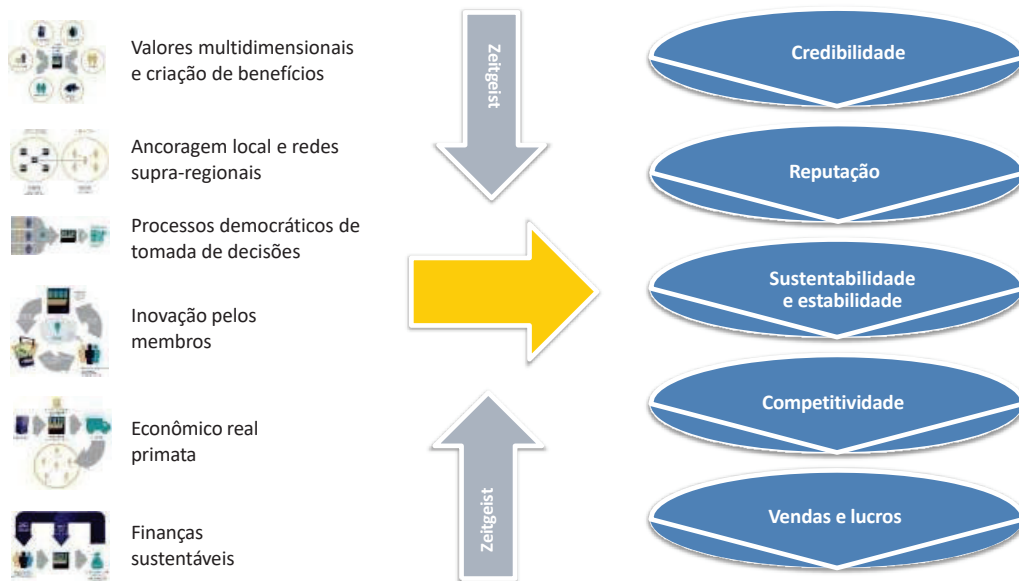 Valores multidimensionais
e criação de benefícios
Ancoragem local e redes
supra-regionais
Processos democráticos de
tomada de decisões
Inovação pelos
membros
Econômico real
primata
Finanças
sustentáveis
Zeitgeist
Zeitgeist
Credibilidade
Reputação
Sustentabilidade
e estabilidade
Competitividade
Vendas e lucros